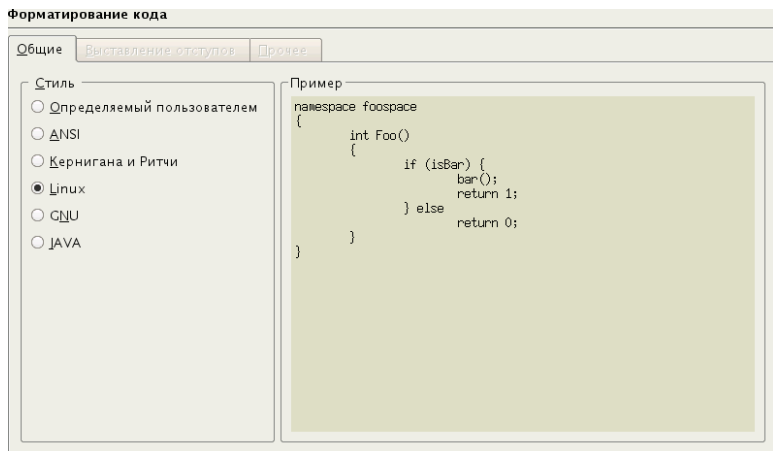 Форматирование кода
Общие
Выставление отступов
Прочее
Стиль
Определяемый пользователем
ANSI
Кернигана и Ритчи
Linux
GNU
JAVA
Пример
namespace foospace
{
int Foo()
{
if (isBar) {
bar();
return 1;
} else
return 0;
}
}